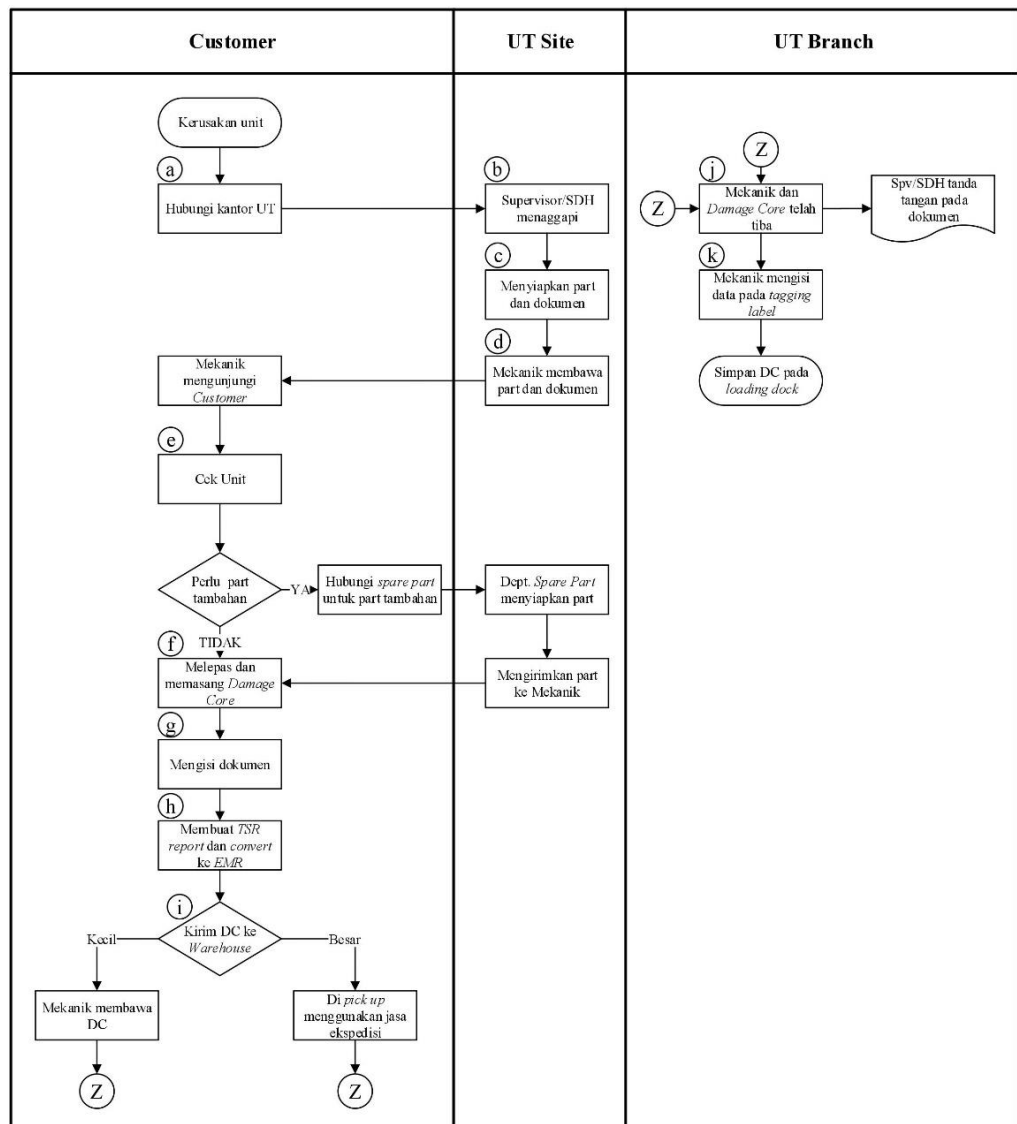 Customer
UT Site
UT Branch
Kerusakan unit
a
Hubungi kantor UT
b
Supervisor/SDH
menaggapi
c
Menyiapkan part
dan dokumen
d
Mekanik membawa
part dan dokumen
Mekanik
mengunjungi
Customer
e
Cek Unit
Perlu part
tambahan
YA
Hubungi spare part
untuk part tambahan
Dept. Spare Part
menyiapkan part
Mengirimkan part
ke Mekanik
TIDAK
f
Melepas dan
memasang Damage
Core
g
Mengisi dokumen
h
Membuat TSR
report dan convert
ke EMR
i
Kirim DC ke
Warehouse
Kecil
Besar
Mekanik membawa
DC
Di pick up
menggunakan jasa
ekspedisi
Z
Z
Z
Z
j
Mekanik dan
Damage Core telah
tiba
Spv/SDH tanda
tangan pada
dokumen
k
Mekanik mengisi
data pada tagging
label
Simpan DC pada
loading dock